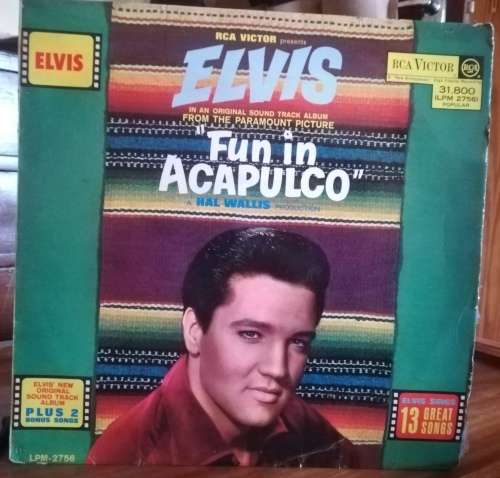 RCA VICTOR presents
ELVIS
ELVIS
RCA VICTOR
RCA
31.800
(LPM 2756)
POPULAR
IN AN ORIGINAL SOUND TRACK ALBUM
FROM THE PARAMOUNT PICTURE
"Fun in
ACAPULCO"
A HAL WALLIS PRODUCTION
ELVIS' NEW
ORIGINAL
SOUND TRACK
ALBUM
PLUS 2
BONUS SONGS
ELVIS SINGS
13 GREAT
SONGS
LPM-2756